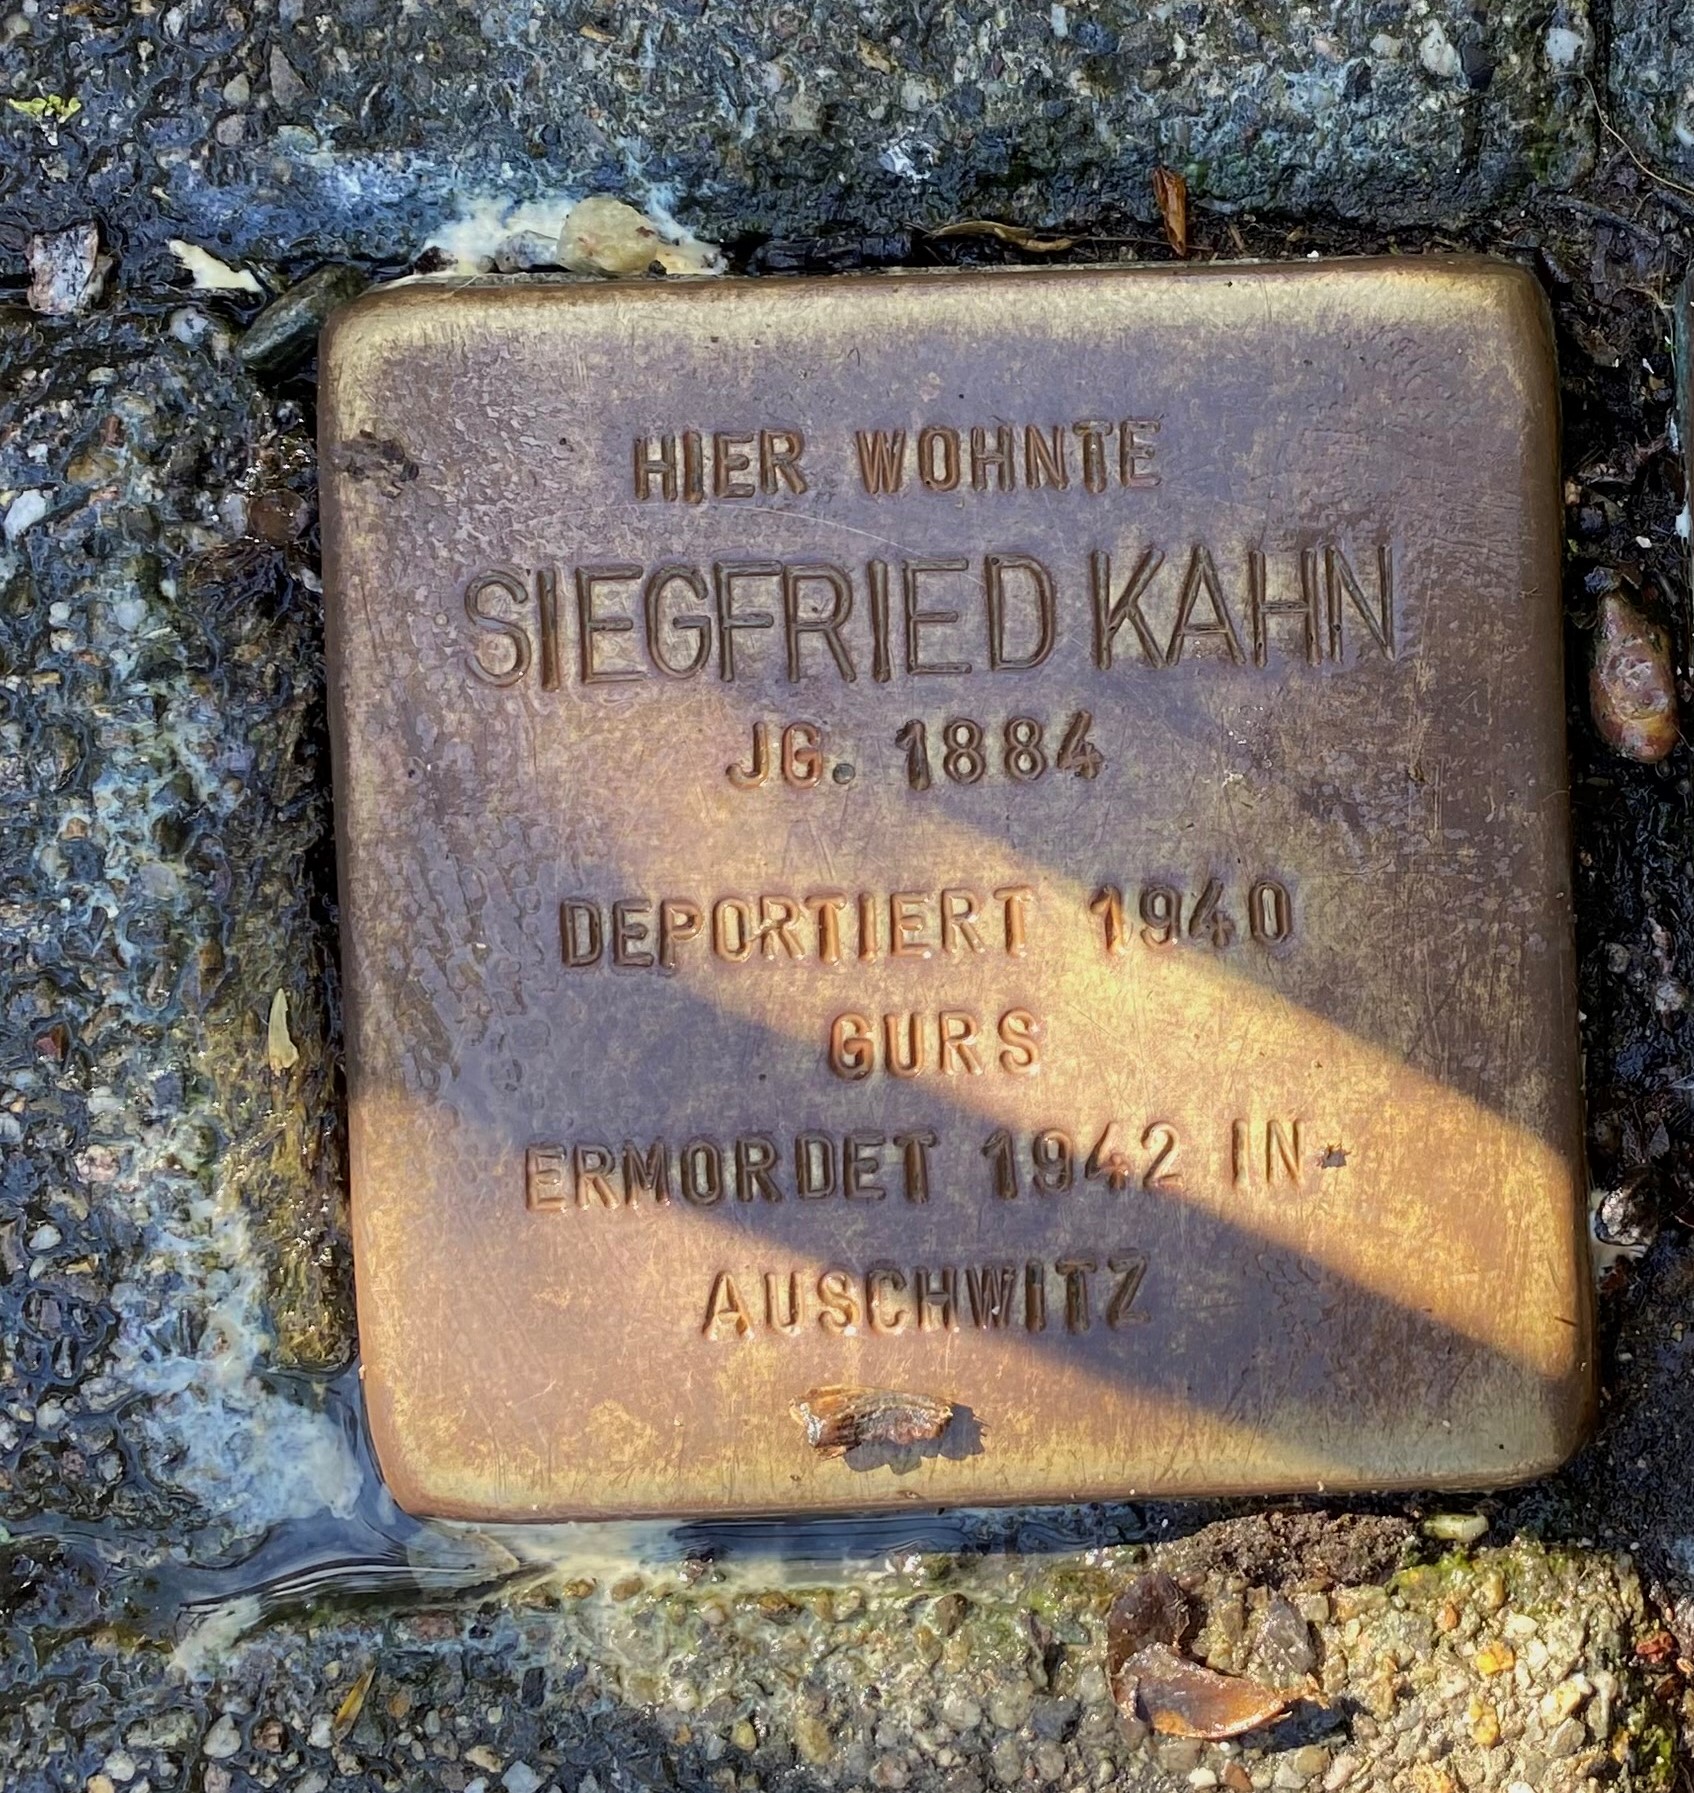 HIER WOHNTE
SIEGFRIED KAHN
JG. 1884
DEPORTIERT 1940
GURS
ERMORDET 1942 IN
AUSCHWITZ